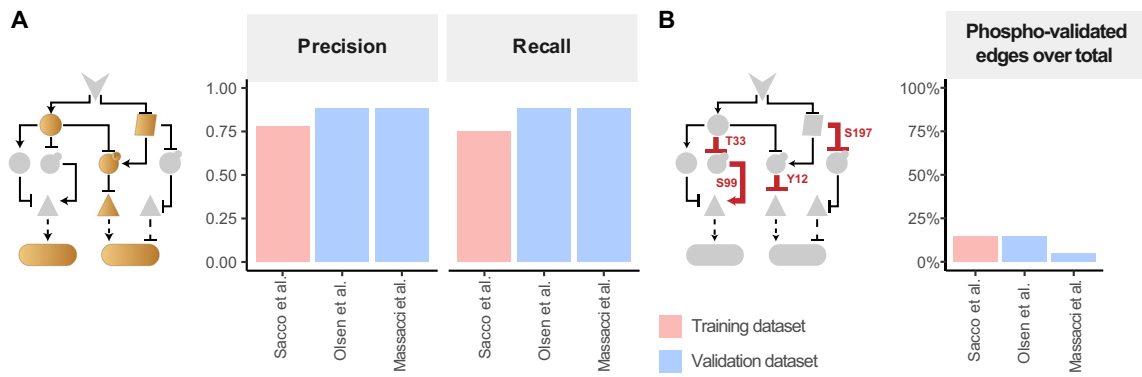 A
Precision
Recall
1.00
0.75
0.50
0.25
0.00
Sacco et al.
Olsen et al.
Massacci et al.
Sacco et al.
Olsen et al.
Massacci et al.
B
Phospho-validated
edges over total
T33
S197
S99
Y12
100%
75%
50%
25%
0%
Sacco et al.
Olsen et al.
Massacci et al.
Training dataset
Validation dataset